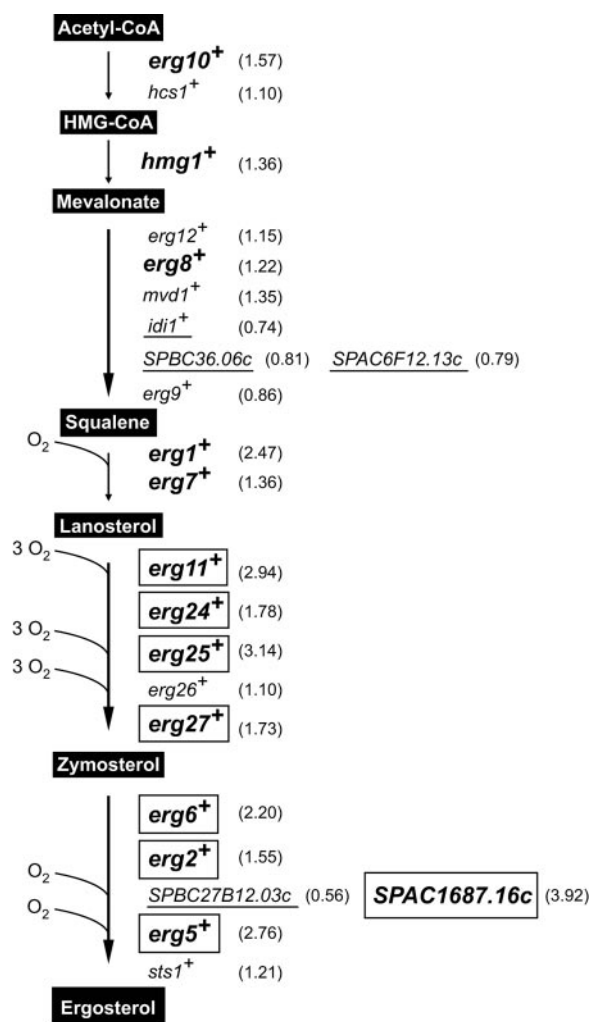 Acetyl-CoA
erg10+ (1.57)
hcs1+ (1.10)
HMG-CoA
hmg1+ (1.36)
Mevalonate
erg12+ (1.15)
erg8+ (1.22)
mvd1+ (1.35)
idi1+ (0.74)
SPBC36.06c (0.81) SPAC6F12.13c (0.79)
erg9+ (0.86)
Squalene
O2
erg1+ (2.47)
erg7+ (1.36)
Lanosterol
3 O2
erg11+ (2.94)
erg24+ (1.78)
3 O2
erg25+ (3.14)
3 O2
erg26+ (1.10)
erg27+ (1.73)
Zymosterol
erg6+ (2.20)
erg2+ (1.55)
O2
SPBC27B12.03c (0.56) SPAC1687.16c (3.92)
O2
erg5+ (2.76)
sts1+ (1.21)
Ergosterol